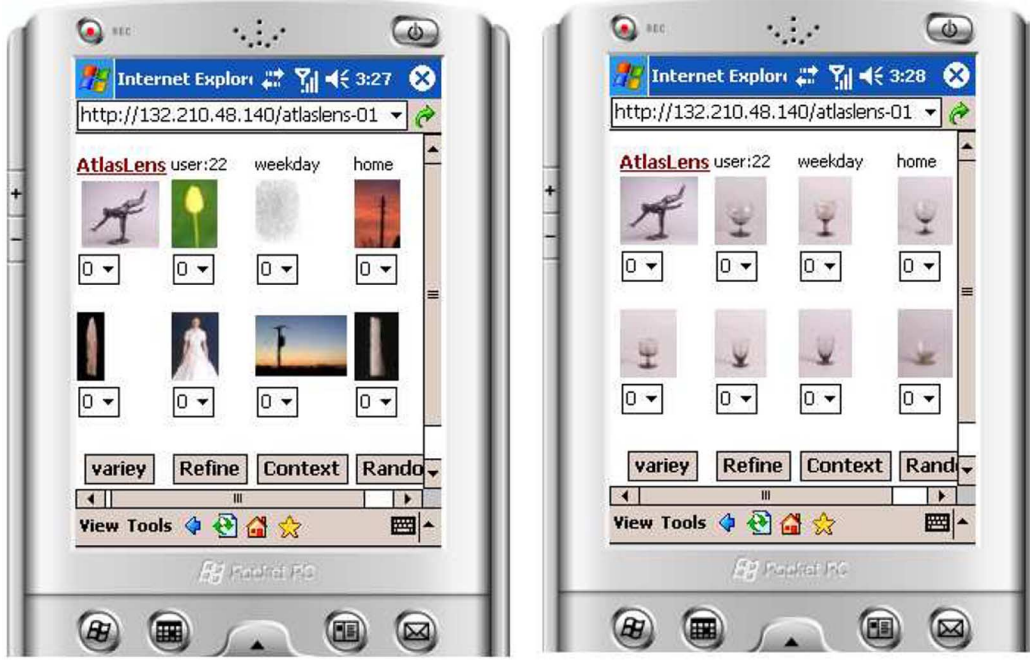 REC
Internet Explor 3:27
http://132.210.48.140/atlaslens-01
AtlasLens user:22 weekday home
0 0 0 0
0 0 0 0
variey Refine Context Rando
View Tools
Pocket PC
REC
Internet Explor 3:28
http://132.210.48.140/atlaslens-01
AtlasLens user:22 weekday home
0 0 0 0
0 0 0 0
variey Refine Context Rand
View Tools
Pocket PC